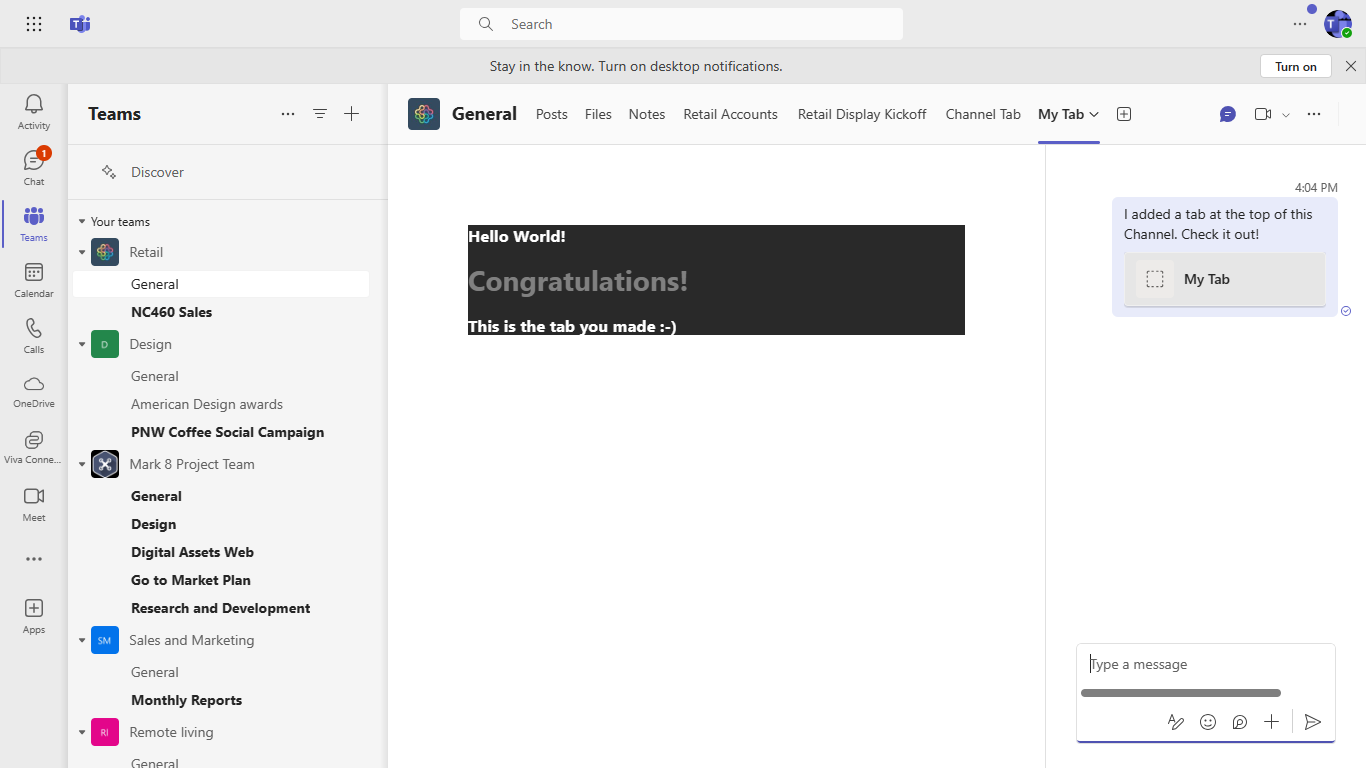 Search
Stay in the know. Turn on desktop notifications.
Turn on
Activity
1
Chat
Teams
Calendar
Calls
OneDrive
Viva Conne...
Meet
Apps
Teams
Discover
Your teams
Retail
General
NC460 Sales
D
Design
General
American Design awards
PNW Coffee Social Campaign
Mark 8 Project Team
General
Design
Digital Assets Web
Go to Market Plan
Research and Development
SM
Sales and Marketing
General
Monthly Reports
RI
Remote living
General
General
Posts
Files
Notes
Retail Accounts
Retail Display Kickoff
Channel Tab
My Tab
Hello World!
Congratulations!
This is the tab you made :-)
4:04 PM
I added a tab at the top of this
Channel. Check it out!
My Tab
Type a message